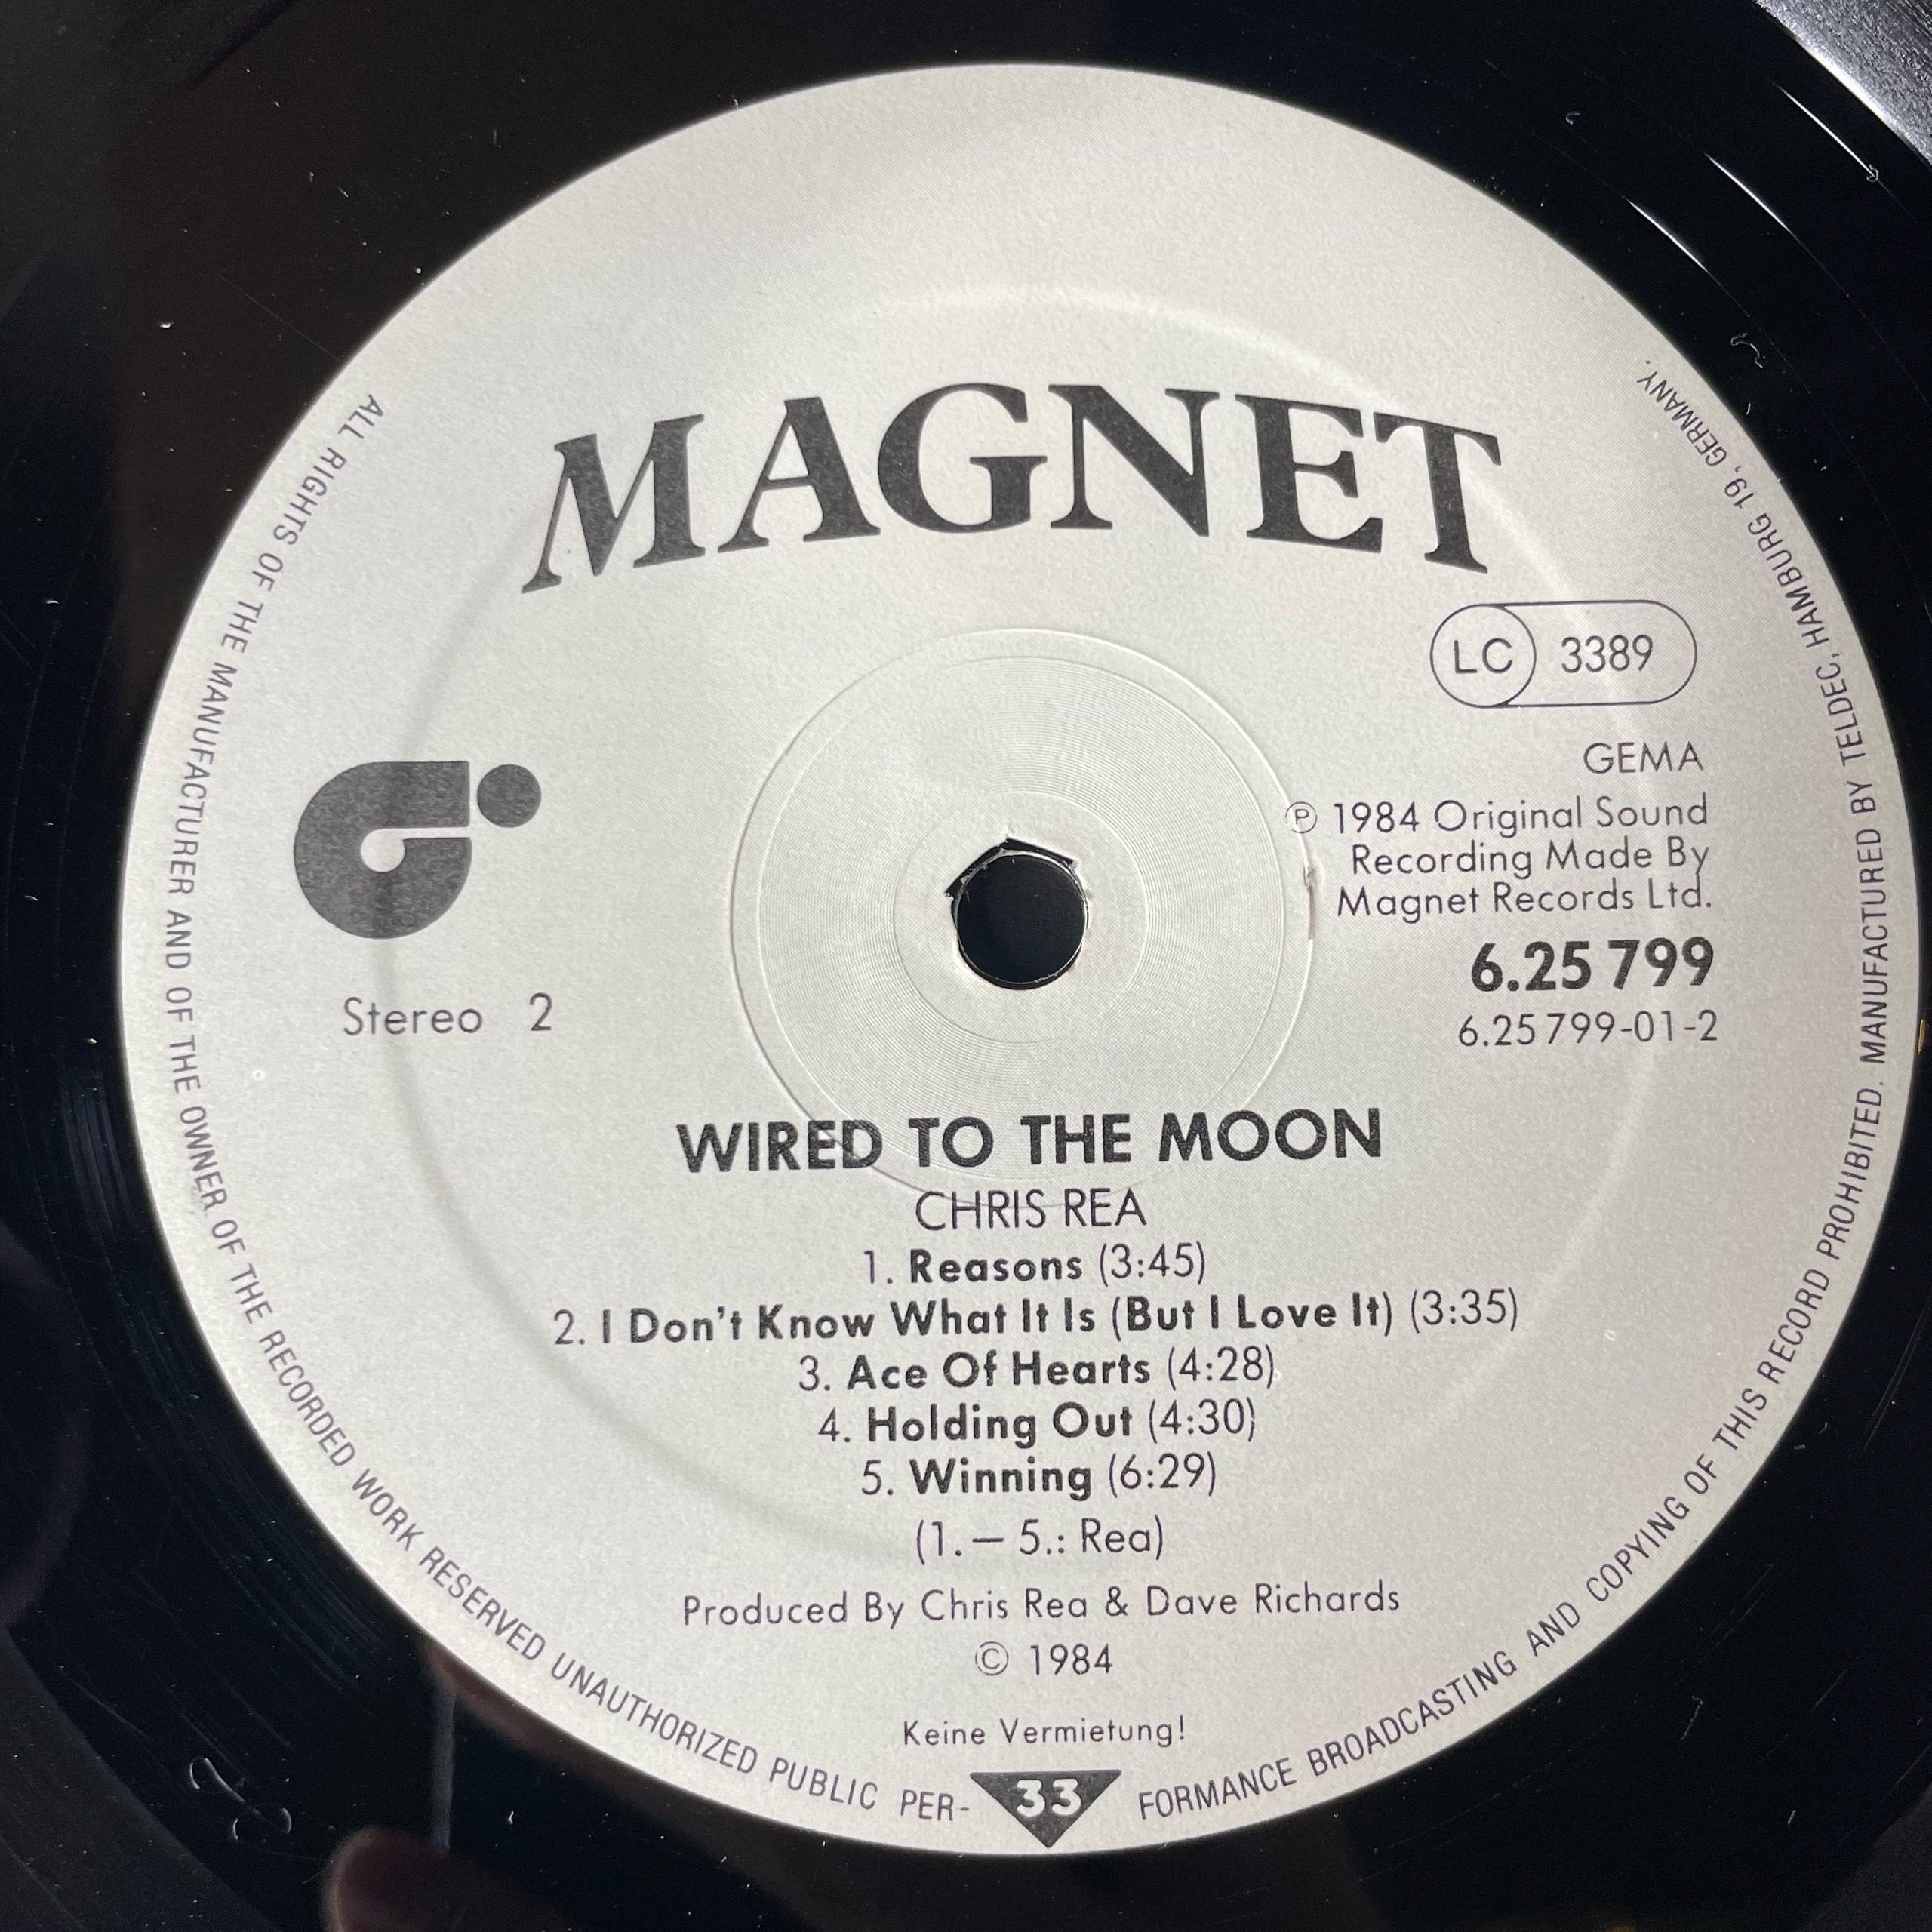 MAGNET
LC 3389
GEMA
℗ 1984 Original Sound
Recording Made By
Magnet Records Ltd.
6.25 799
6.25 799-01-2
Stereo 2
WIRED TO THE MOON
CHRIS REA
1. Reasons (3:45)
2. I Don't Know What It Is (But I Love It) (3:35)
3. Ace Of Hearts (4:28)
4. Holding Out (4:30)
5. Winning (6:29)
(1. – 5.: Rea)
Produced By Chris Rea & Dave Richards
© 1984
Keine Vermietung!
33
ALL RIGHTS OF THE MANUFACTURER AND OF THE OWNER OF THE RECORDED WORK RESERVED UNAUTHORIZED PUBLIC PER-FORMANCE BROADCASTING AND COPYING OF THIS RECORD PROHIBITED. MANUFACTURED BY TELDEC, HAMBURG 19, GERMANY